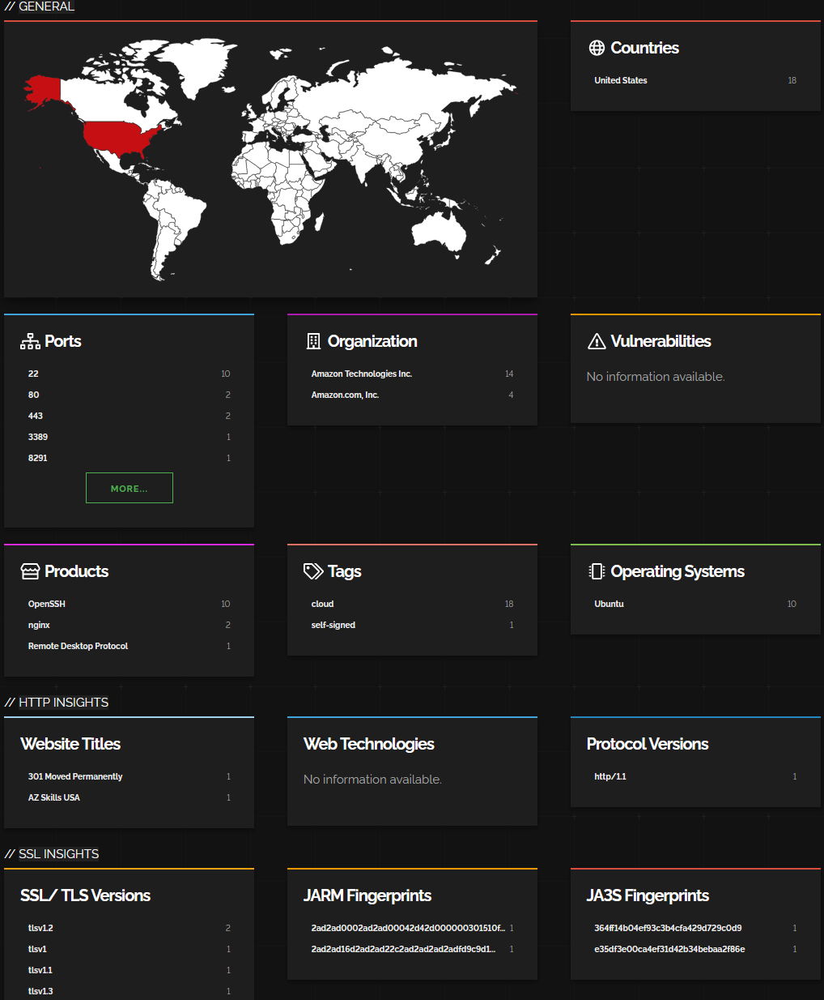 // GENERAL
Countries
United States 18
Ports
22 10
80 2
443 2
3389 1
8291 1
MORE...
Organization
Amazon Technologies Inc. 14
Amazon.com, Inc. 4
Vulnerabilities
No information available.
Products
OpenSSH 10
nginx 2
Remote Desktop Protocol 1
Tags
cloud 18
self-signed 1
Operating Systems
Ubuntu 10
// HTTP INSIGHTS
Website Titles
301 Moved Permanently 1
AZ Skills USA 1
Web Technologies
No information available.
Protocol Versions
http/1.1 1
// SSL INSIGHTS
SSL/ TLS Versions
tlsv1.2 2
tlsv1 1
tlsv1.1 1
tlsv1.3 1
JARM Fingerprints
2ad2ad0002ad2ad00042d42d000000301510f... 1
2ad2ad16d2ad2ad22c2ad2ad2ad2adfd9c9d1... 1
JA3S Fingerprints
364ff14b04ef93c3b4cfa429d729c0d9 1
e35df3e00ca4ef31d42b34bebaa2f86e 1